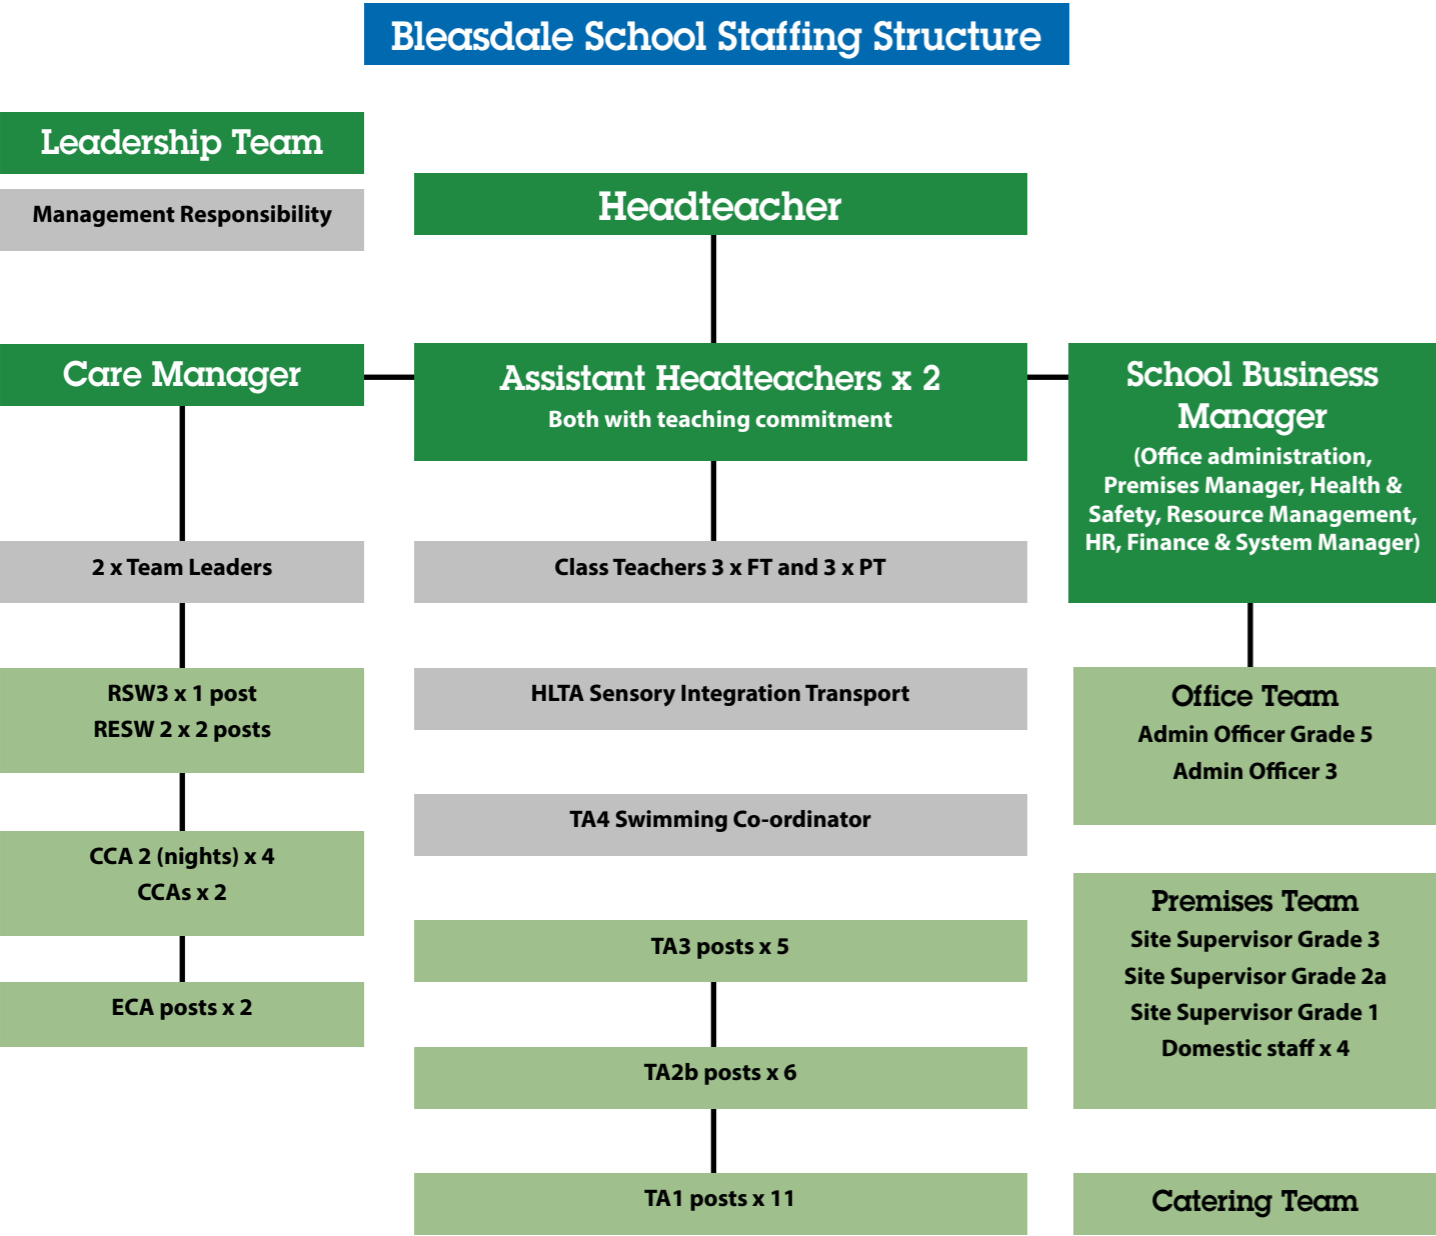 Bleasdale School Staffing Structure
Leadership Team
Management Responsibility
Headteacher
Care Manager
Assistant Headteachers x 2
Both with teaching commitment
School Business
Manager
(Office administration,
Premises Manager, Health &
Safety, Resource Management,
HR, Finance & System Manager)
2 x Team Leaders
Class Teachers 3 x FT and 3 x PT
RSW3 x 1 post
RESW 2 x 2 posts
HLTA Sensory Integration Transport
Office Team
Admin Officer Grade 5
Admin Officer 3
CCA 2 (nights) x 4
CCAs x 2
TA4 Swimming Co-ordinator
Premises Team
Site Supervisor Grade 3
Site Supervisor Grade 2a
Site Supervisor Grade 1
Domestic staff x 4
ECA posts x 2
TA3 posts x 5
TA2b posts x 6
TA1 posts x 11
Catering Team